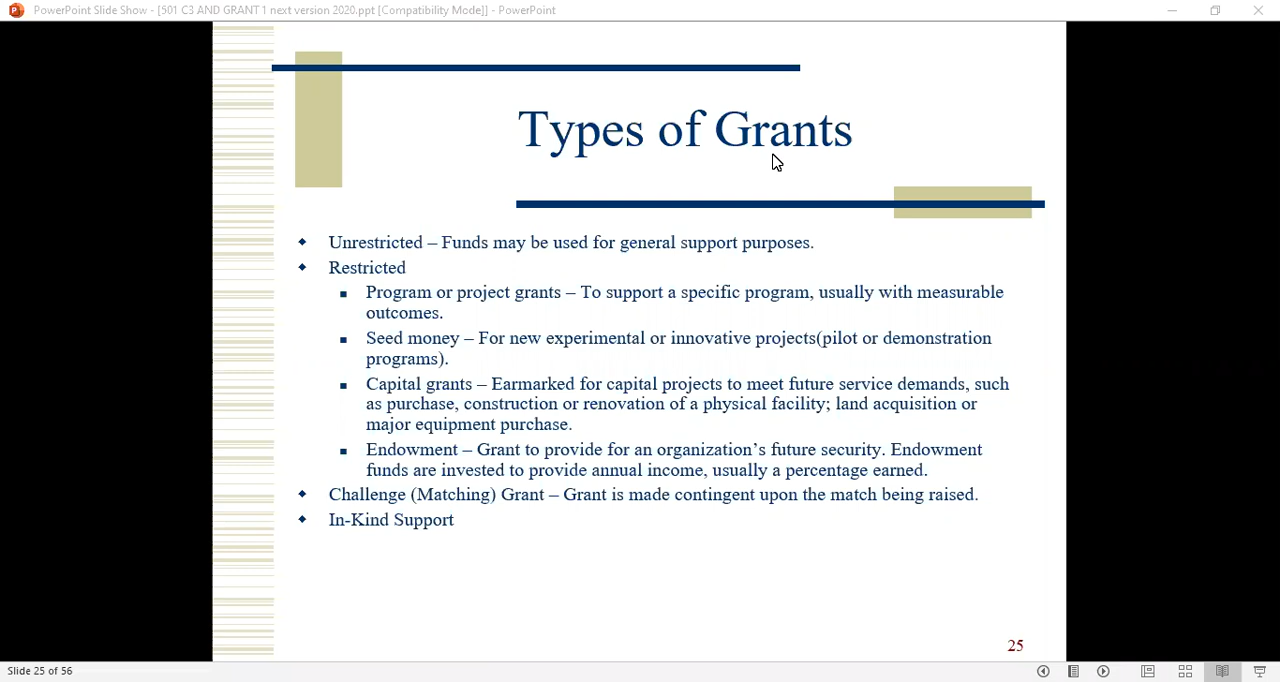 PowerPoint Slide Show - [501 C3 AND GRANT 1 next version 2020.ppt [Compatibility Mode]] - PowerPoint
Types of Grants
Unrestricted – Funds may be used for general support purposes.
Restricted
Program or project grants – To support a specific program, usually with measurable
outcomes.
Seed money – For new experimental or innovative projects(pilot or demonstration
programs).
Capital grants – Earmarked for capital projects to meet future service demands, such
as purchase, construction or renovation of a physical facility; land acquisition or
major equipment purchase.
Endowment – Grant to provide for an organization’s future security. Endowment
funds are invested to provide annual income, usually a percentage earned.
Challenge (Matching) Grant – Grant is made contingent upon the match being raised.
In-Kind Support
25
Slide 25 of 56